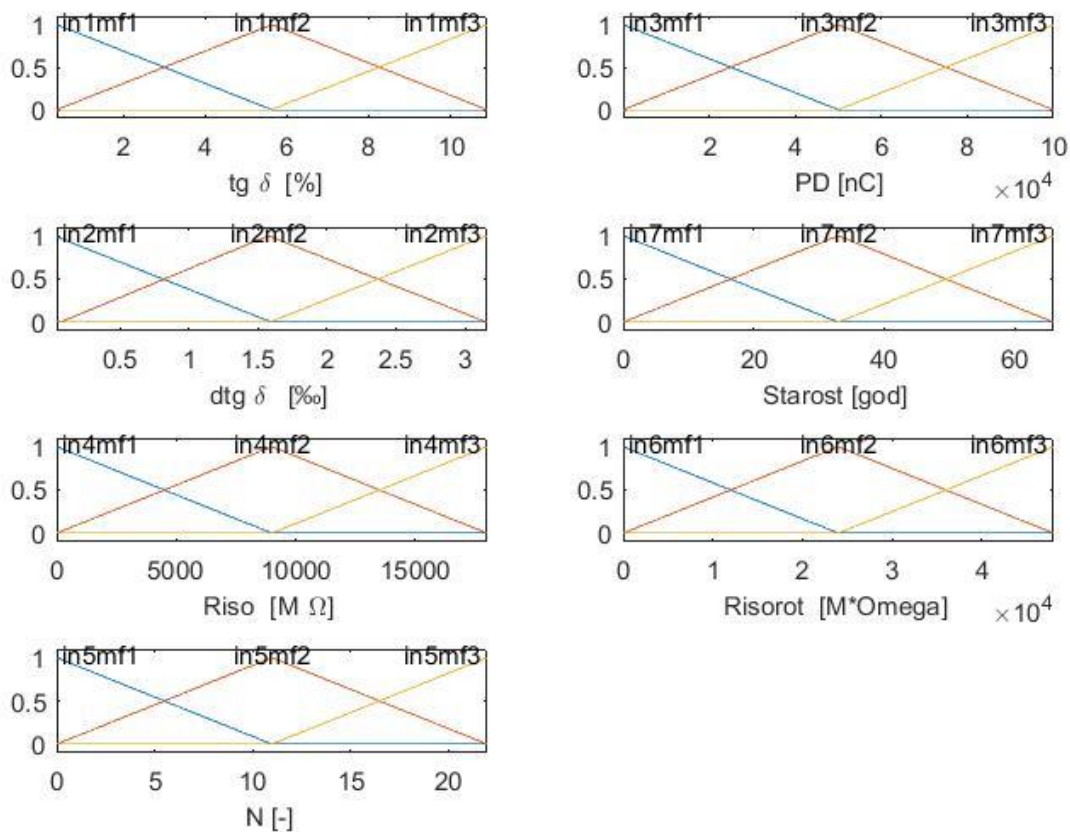 in1mf1 in1mf2 in1mf3
1
0.5
0
2 4 6 8 10
tg δ [%]
in3mf1 in3mf2 in3mf3
1
0.5
0
2 4 6 8 10
PD [nC]
×10⁴
in2mf1 in2mf2 in2mf3
1
0.5
0
0.5 1 1.5 2 2.5 3
dtg δ [‰]
in7mf1 in7mf2 in7mf3
1
0.5
0
0 20 40 60
Starost [god]
in4mf1 in4mf2 in4mf3
1
0.5
0
0 5000 10000 15000
Riso [M Ω]
in6mf1 in6mf2 in6mf3
1
0.5
0
0 1 2 3 4
Risorot [M*Omega]
×10⁴
in5mf1 in5mf2 in5mf3
1
0.5
0
0 5 10 15 20
N [-]